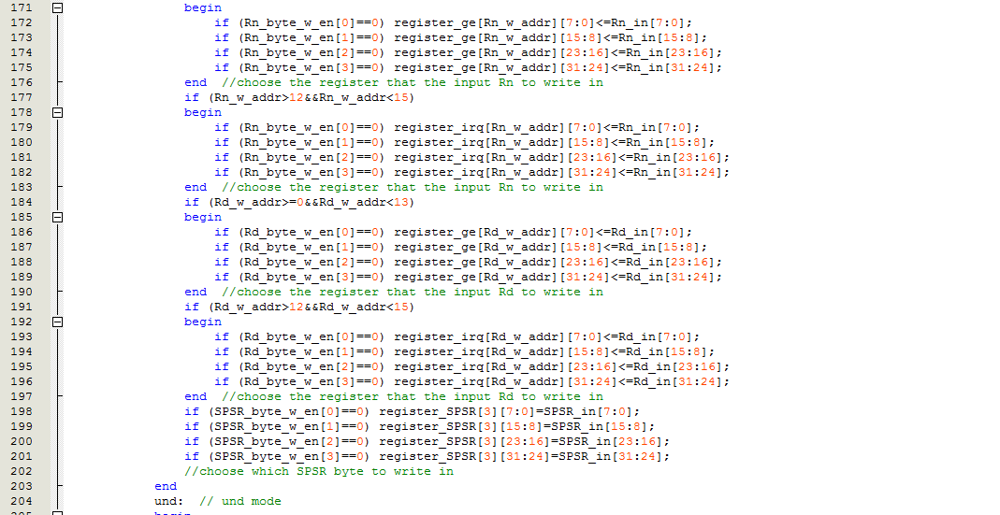 171 begin
172 if (Rn_byte_w_en[0]==0) register_ge[Rn_w_addr][7:0]<=Rn_in[7:0];
173 if (Rn_byte_w_en[1]==0) register_ge[Rn_w_addr][15:8]<=Rn_in[15:8];
174 if (Rn_byte_w_en[2]==0) register_ge[Rn_w_addr][23:16]<=Rn_in[23:16];
175 if (Rn_byte_w_en[3]==0) register_ge[Rn_w_addr][31:24]<=Rn_in[31:24];
176 end //choose the register that the input Rn to write in
177 if (Rn_w_addr>12&&Rn_w_addr<15)
178 begin
179 if (Rn_byte_w_en[0]==0) register_irq[Rn_w_addr][7:0]<=Rn_in[7:0];
180 if (Rn_byte_w_en[1]==0) register_irq[Rn_w_addr][15:8]<=Rn_in[15:8];
181 if (Rn_byte_w_en[2]==0) register_irq[Rn_w_addr][23:16]<=Rn_in[23:16];
182 if (Rn_byte_w_en[3]==0) register_irq[Rn_w_addr][31:24]<=Rn_in[31:24];
183 end //choose the register that the input Rn to write in
184 if (Rd_w_addr>=0&&Rd_w_addr<13)
185 begin
186 if (Rd_byte_w_en[0]==0) register_ge[Rd_w_addr][7:0]<=Rd_in[7:0];
187 if (Rd_byte_w_en[1]==0) register_ge[Rd_w_addr][15:8]<=Rd_in[15:8];
188 if (Rd_byte_w_en[2]==0) register_ge[Rd_w_addr][23:16]<=Rd_in[23:16];
189 if (Rd_byte_w_en[3]==0) register_ge[Rd_w_addr][31:24]<=Rd_in[31:24];
190 end //choose the register that the input Rd to write in
191 if (Rd_w_addr>12&&Rd_w_addr<15)
192 begin
193 if (Rd_byte_w_en[0]==0) register_irq[Rd_w_addr][7:0]<=Rd_in[7:0];
194 if (Rd_byte_w_en[1]==0) register_irq[Rd_w_addr][15:8]<=Rd_in[15:8];
195 if (Rd_byte_w_en[2]==0) register_irq[Rd_w_addr][23:16]<=Rd_in[23:16];
196 if (Rd_byte_w_en[3]==0) register_irq[Rd_w_addr][31:24]<=Rd_in[31:24];
197 end //choose the register that the input Rd to write in
198 if (SPSR_byte_w_en[0]==0) register_SPSR[3][7:0]=SPSR_in[7:0];
199 if (SPSR_byte_w_en[1]==0) register_SPSR[3][15:8]=SPSR_in[15:8];
200 if (SPSR_byte_w_en[2]==0) register_SPSR[3][23:16]=SPSR_in[23:16];
201 if (SPSR_byte_w_en[3]==0) register_SPSR[3][31:24]=SPSR_in[31:24];
202 //choose which SPSR byte to write in
203 end
204 und: // und mode
205 begin